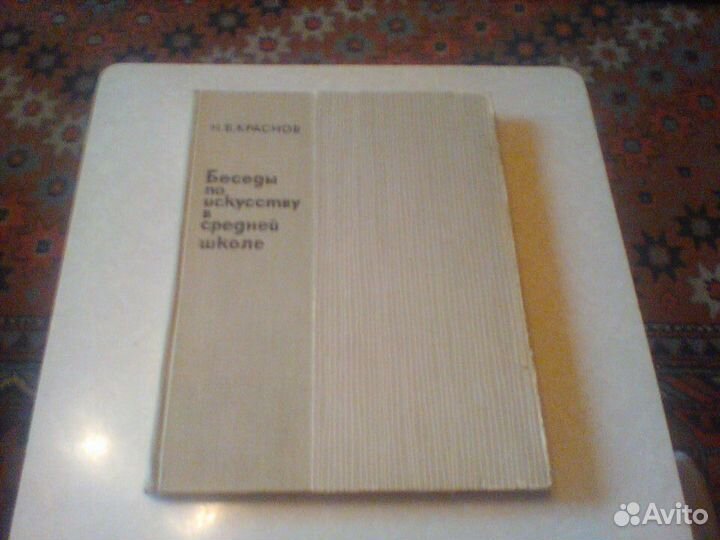 Н.В.КРАСНОВ
Беседы
по
искусству
в
средней
школе
Avito